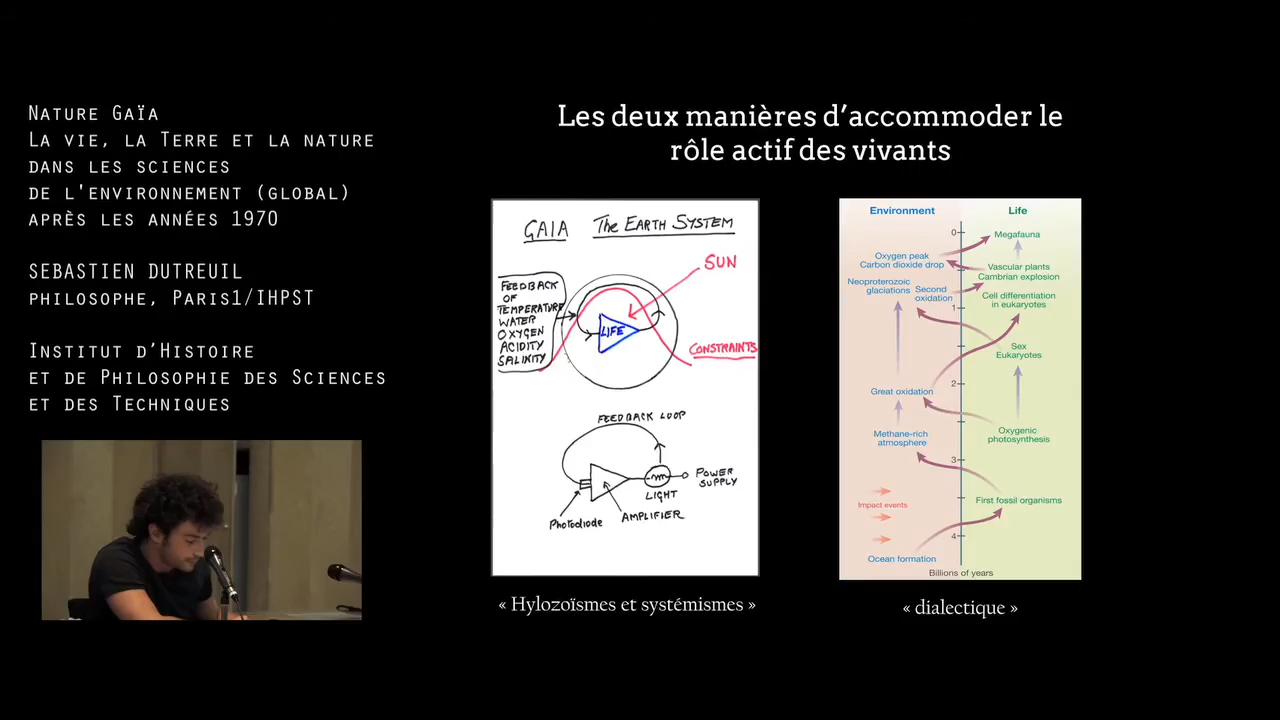 NATURE GAÏA
LA VIE, LA TERRE ET LA NATURE
DANS LES SCIENCES
DE L'ENVIRONNEMENT (GLOBAL)
APRÈS LES ANNÉES 1970
SEBASTIEN DUTREUIL
PHILOSOPHE, PARIS1/IHPST
INSTITUT D'HISTOIRE
ET DE PHILOSOPHIE DES SCIENCES
ET DES TECHNIQUES
Les deux manières d’accommoder le
rôle actif des vivants
GAIA The EARTH SYSTEM
SUN
FEEDBACK
OF
TEMPERATURE
WATER
OXYGEN
ACIDITY
SALINITY
LIFE
CONSTRAINTS
FEEDBACK LOOP
POWER
SUPPLY
LIGHT
Photodiode
AMPLIFIER
« Hylozoïsmes et systémismes »
Environment Life
0
Megafauna
Oxygen peak
Carbon dioxide drop
Vascular plants
Cambrian explosion
Neoproterozoic
glaciations
Second
oxidation
Cell differentiation
in eukaryotes
1
Sex
Eukaryotes
2
Great oxidation
Oxygenic
photosynthesis
Methane-rich
atmosphere
3
First fossil organisms
Impact events
4
Ocean formation
Billions of years
« dialectique »